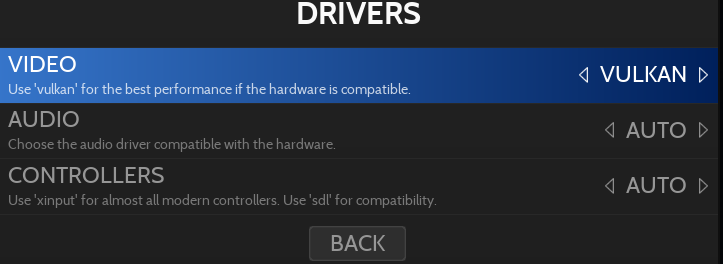 DRIVERS
VIDEO
VULKAN
Use 'vulkan' for the best performance if the hardware is compatible.
AUDIO
AUTO
Choose the audio driver compatible with the hardware.
CONTROLLERS
AUTO
Use 'xinput' for almost all modern controllers. Use 'sdl' for compatibility.
BACK